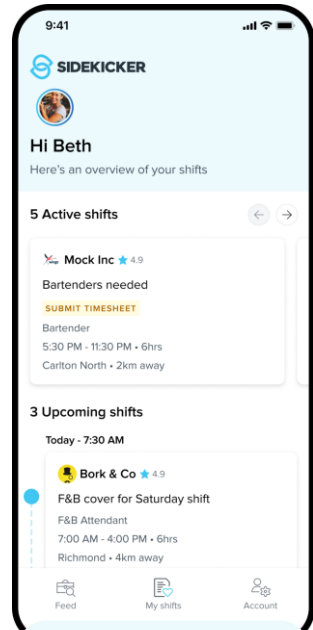 9:41
SIDEKICKER
Hi Beth
Here's an overview of your shifts
5 Active shifts
Mock Inc ★ 4.9
Bartenders needed
SUBMIT TIMESHEET
Bartender
5:30 PM - 11:30 PM • 6hrs
Carlton North • 2km away
3 Upcoming shifts
Today - 7:30 AM
Bork & Co ★ 4.9
F&B cover for Saturday shift
F&B Attendant
7:00 AM - 4:00 PM • 6hrs
Richmond • 4km away
Feed
My shifts
Account